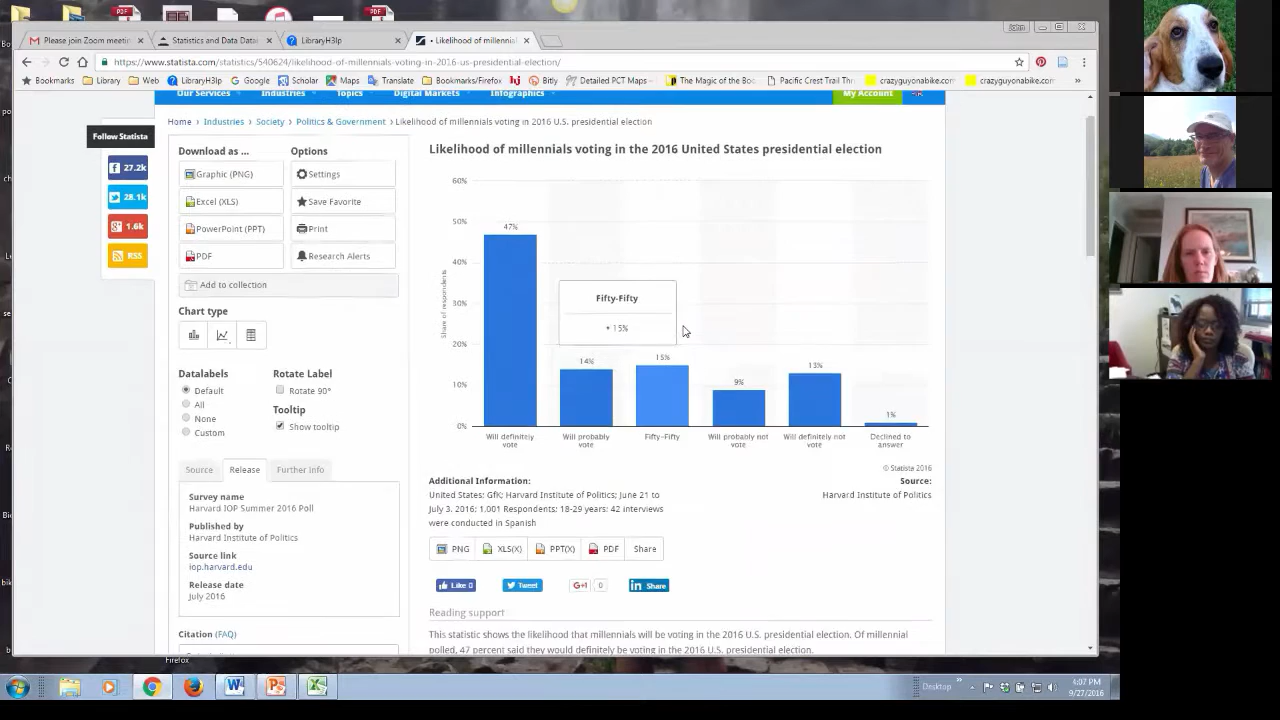 Please join Zoom meetin
Statistics and Data Datab
LibraryH3lp
Likelihood of millennial
John
https://www.statista.com/statistics/540624/likelihood-of-millennials-voting-in-2016-us-presidential-election/
Bookmarks
Library
Web
LibraryH3lp
Google
Scholar
Maps
Translate
Bookmarks/Firefox
Bitly
Detailed PCT Maps
The Magic of the Boo
Pacific Crest Trail Thr
crazyguyonabike.com
crazyguyonabike.com
Our Services
Industries
Topics
Digital Markets
Infographics
My Account
Home › Industries › Society › Politics & Government › Likelihood of millennials voting in 2016 U.S. presidential election
Follow Statista
27.2k
28.1k
1.6k
RSS
Download as ...
Options
Graphic (PNG)
Settings
Excel (XLS)
Save Favorite
PowerPoint (PPT)
Print
PDF
Research Alerts
Add to collection
Chart type
Datalabels
Default
All
None
Custom
Rotate Label
Rotate 90°
Tooltip
Show tooltip
Source
Release
Further Info
Survey name
Harvard IOP Summer 2016 Poll
Published by
Harvard Institute of Politics
Source link
iop.harvard.edu
Release date
July 2016
Citation (FAQ)
Likelihood of millennials voting in the 2016 United States presidential election
Share of respondents
60%
50%
40%
30%
20%
10%
0%
47%
14%
15%
9%
13%
1%
Fifty-Fifty
15%
Will definitely
vote
Will probably
vote
Fifty-Fifty
Will probably not
vote
Will definitely not
vote
Declined to
answer
© Statista 2016
Additional Information:
United States; GfK; Harvard Institute of Politics; June 21 to
July 3, 2016; 1,001 Respondents; 18-29 years; 42 interviews
were conducted in Spanish
Source:
Harvard Institute of Politics
PNG
XLS(X)
PPT(X)
PDF
Share
Like 0
Tweet
G+1
0
in Share
Reading support
This statistic shows the likelihood that millennials will be voting in the 2016 U.S. presidential election. Of millennial
polled, 47 percent said they would definitely be voting in the 2016 U.S. presidential election.
Firefox
Desktop
4:07 PM
9/27/2016